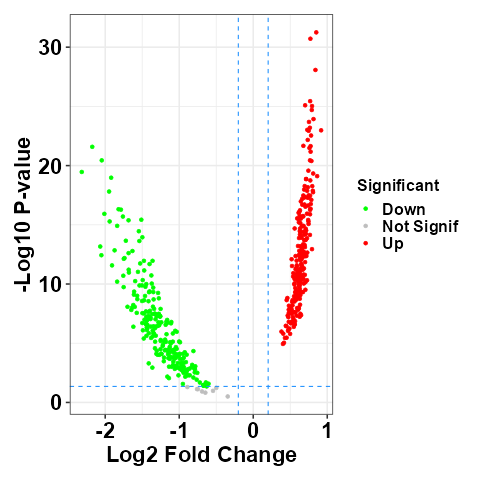 30
20
10
0
-Log10 P-value
-2
-1
0
1
Log2 Fold Change
Significant
Down
Not Signif
Up